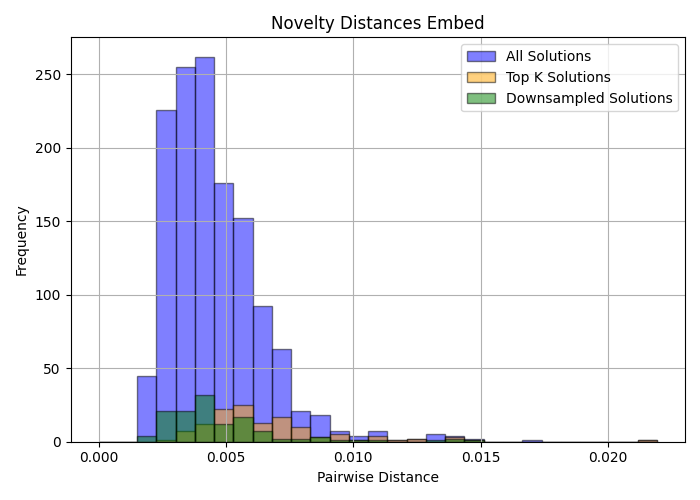 Novelty Distances Embed
All Solutions
Top K Solutions
Downsampled Solutions
Frequency
250
200
150
100
50
0
0.000 0.005 0.010 0.015 0.020
Pairwise Distance